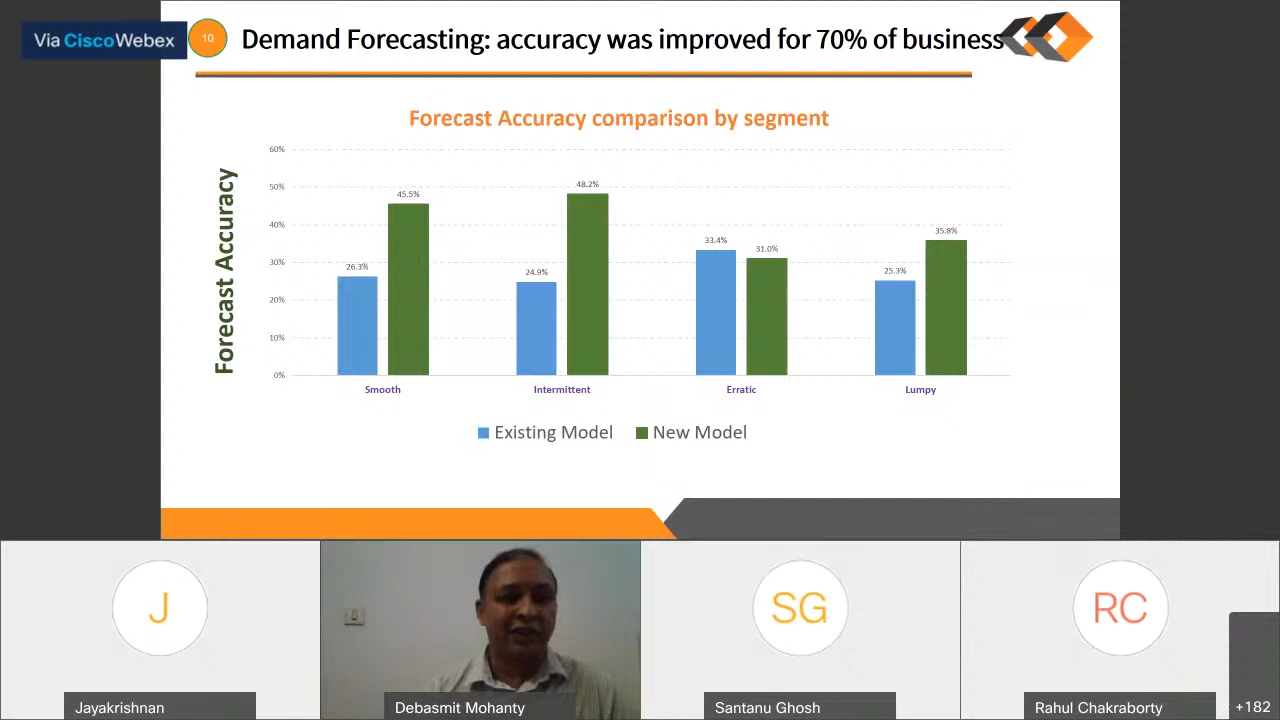 Via Cisco Webex
10
Demand Forecasting: accuracy was improved for 70% of business
Forecast Accuracy comparison by segment
Forecast Accuracy
60%
50%
40%
30%
20%
10%
0%
26.3%
45.5%
24.9%
48.2%
33.4%
31.0%
25.3%
35.8%
Smooth
Intermittent
Erratic
Lumpy
Existing Model
New Model
J
SG
RC
Jayakrishnan
Debasmit Mohanty
Santanu Ghosh
Rahul Chakraborty
+182